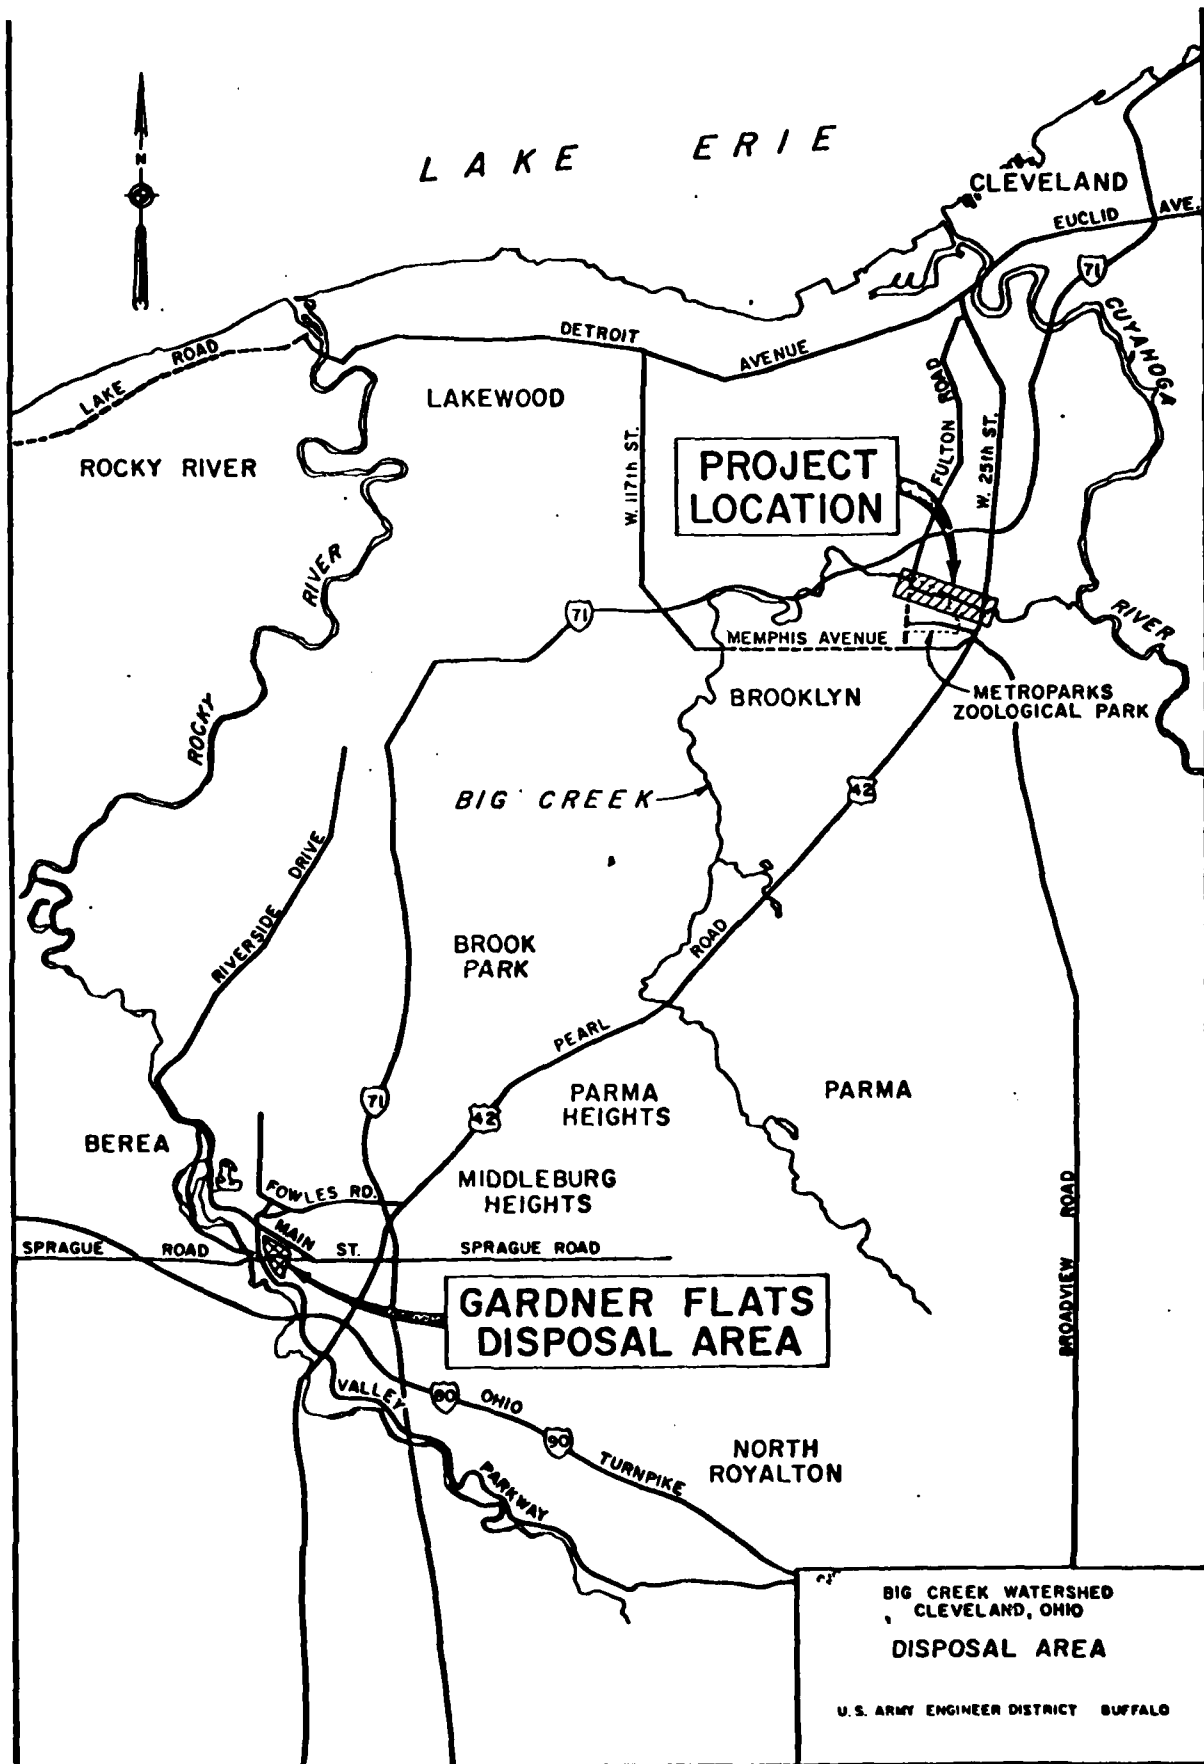 N
LAKE ERIE
CLEVELAND
EUCLID AVE.
71
CUYAHOGA
DETROIT
AVENUE
LAKE ROAD
LAKEWOOD
FULTON ROAD
W. 117th ST.
W. 25th ST.
ROCKY RIVER
PROJECT
LOCATION
ROCKY RIVER
71
RIVER
MEMPHIS AVENUE
BROOKLYN
METROPARKS
ZOOLOGICAL PARK
BIG CREEK
42
RIVERSIDE DRIVE
BROOK
PARK
PEARL ROAD
71
42
PARMA
HEIGHTS
PARMA
BEREA
FOWLES RD.
MIDDLEBURG
HEIGHTS
MAIN ST.
SPRAGUE ROAD
SPRAGUE ROAD
BROADVIEW ROAD
GARDNER FLATS
DISPOSAL AREA
VALLEY PARKWAY
80
OHIO TURNPIKE
90
NORTH
ROYALTON
BIG CREEK WATERSHED
CLEVELAND, OHIO
DISPOSAL AREA
U.S. ARMY ENGINEER DISTRICT BUFFALO